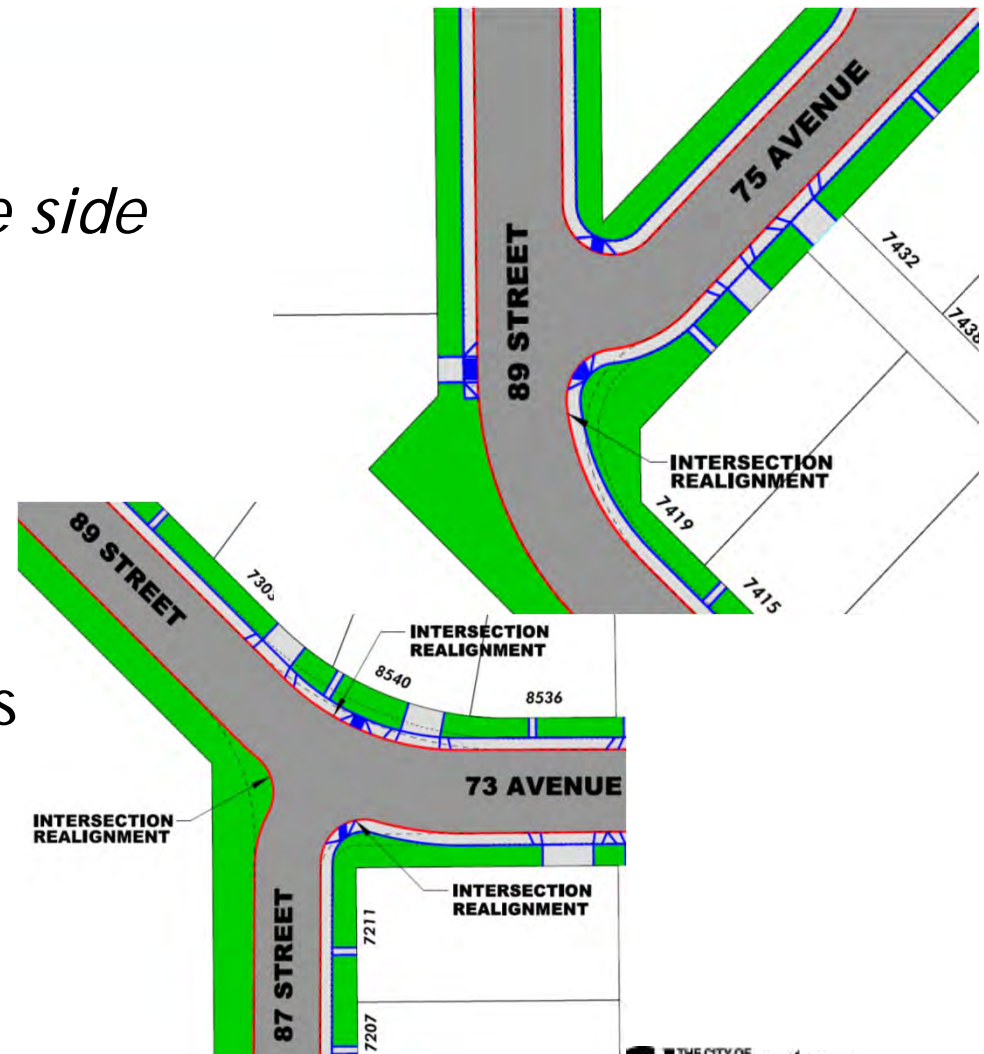 side
75 AVENUE
89 STREET
7432
7438
INTERSECTION
REALIGNMENT
7419
7415
89 STREET
INTERSECTION
REALIGNMENT
8540
8536
s
73 AVENUE
INTERSECTION
REALIGNMENT
INTERSECTION
REALIGNMENT
7211
87 STREET
7207
THE CITY OF